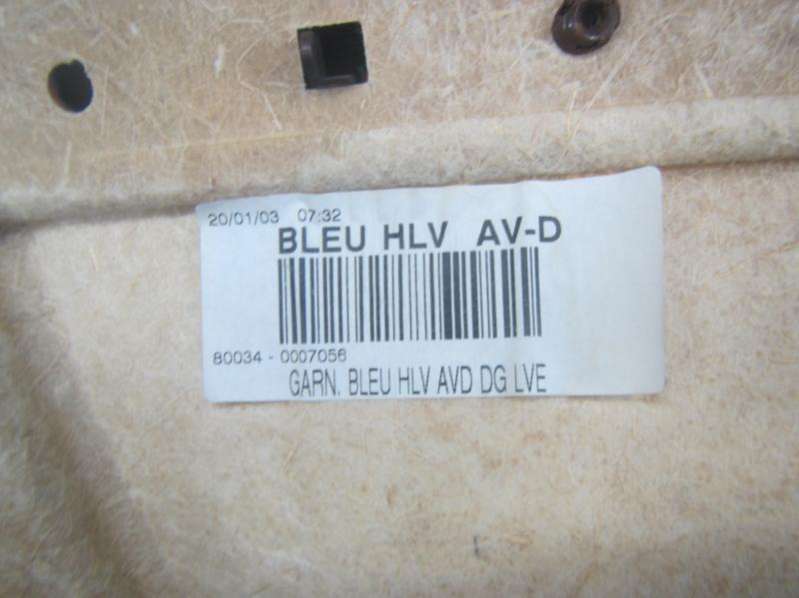 20/01/03 07:32
BLEU HLV AV-D
80034 - 0007056
GARN. BLEU HLV AVD DG LVE